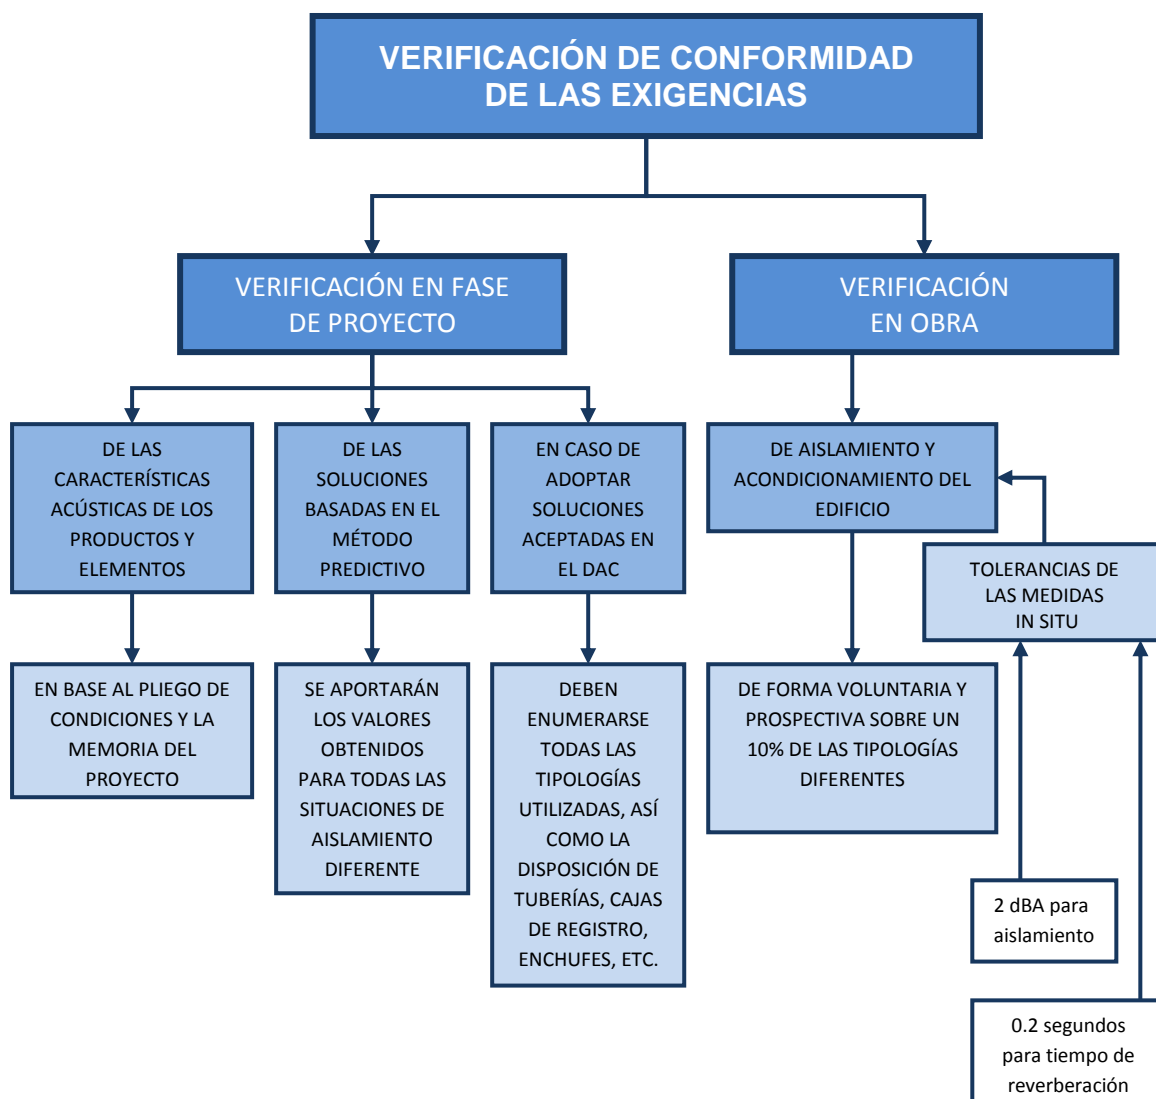 VERIFICACIÓN DE CONFORMIDAD
DE LAS EXIGENCIAS
VERIFICACIÓN EN FASE
DE PROYECTO
VERIFICACIÓN
EN OBRA
DE LAS
CARACTERÍSTICAS
ACÚSTICAS DE LOS
PRODUCTOS Y
ELEMENTOS
DE LAS
SOLUCIONES
BASADAS EN EL
MÉTODO
PREDICTIVO
EN CASO DE
ADOPTAR
SOLUCIONES
ACEPTADAS EN
EL DAC
DE AISLAMIENTO Y
ACONDICIONAMIENTO DEL
EDIFICIO
TOLERANCIAS DE
LAS MEDIDAS
IN SITU
EN BASE AL PLIEGO DE
CONDICIONES Y LA
MEMORIA DEL
PROYECTO
SE APORTARÁN
LOS VALORES
OBTENIDOS
PARA TODAS LAS
SITUACIONES DE
AISLAMIENTO
DIFERENTE
DEBEN
ENUMERARSE
TODAS LAS
TIPOLOGÍAS
UTILIZADAS, ASÍ
COMO LA
DISPOSICIÓN DE
TUBERÍAS, CAJAS
DE REGISTRO,
ENCHUFES, ETC.
DE FORMA VOLUNTARIA Y
PROSPECTIVA SOBRE UN
10% DE LAS TIPOLOGÍAS
DIFERENTES
2 dBA para
aislamiento
0.2 segundos
para tiempo de
reverberación